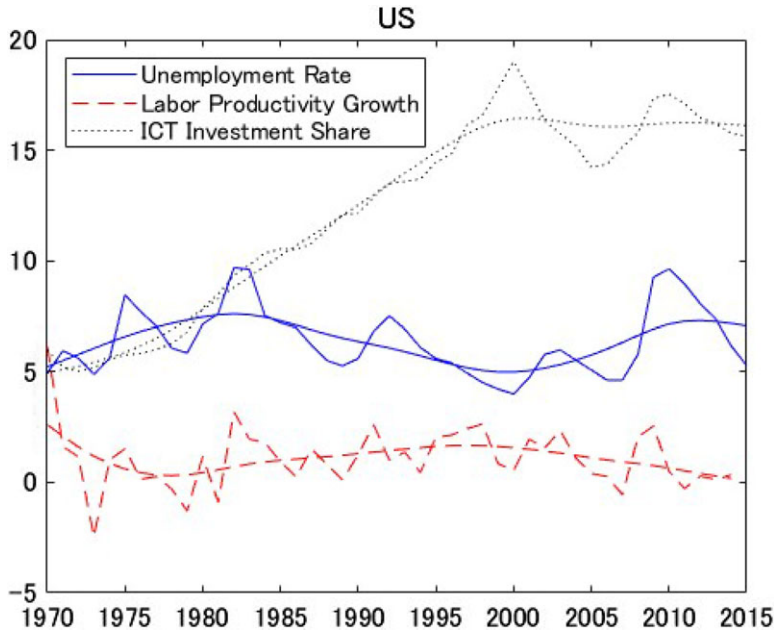 US
20
15
10
5
0
-5
Unemployment Rate
Labor Productivity Growth
ICT Investment Share
1970 1975 1980 1985 1990 1995 2000 2005 2010 2015